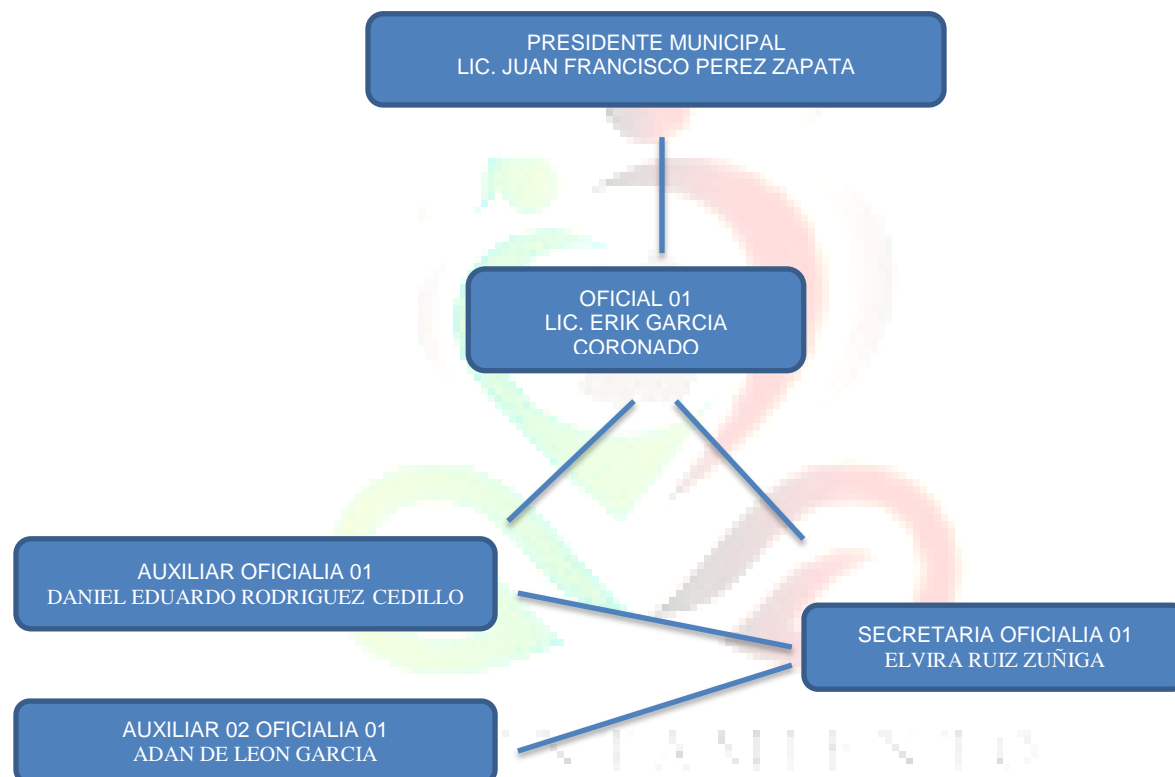 PRESIDENTE MUNICIPAL
LIC. JUAN FRANCISCO PEREZ ZAPATA
OFICIAL 01
LIC. ERIK GARCIA
CORONADO
AUXILIAR OFICIALIA 01
DANIEL EDUARDO RODRIGUEZ CEDILLO
SECRETARIA OFICIALIA 01
ELVIRA RUIZ ZUÑIGA
AUXILIAR 02 OFICIALIA 01
ADAN DE LEON GARCIA